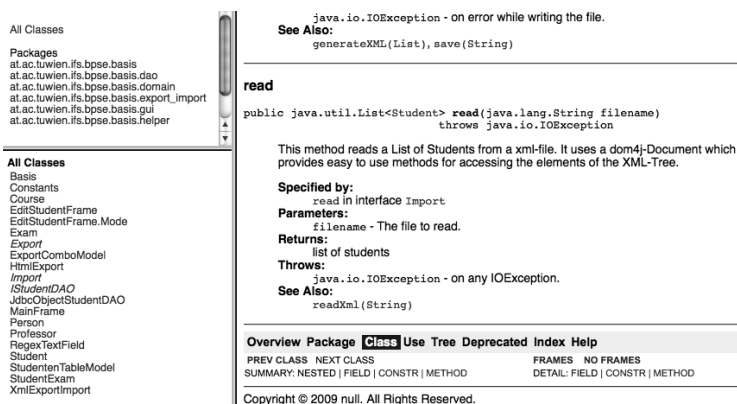 All Classes
Packages
at.ac.tuwien.ifs.bpse.basis
at.ac.tuwien.ifs.bpse.basis.dao
at.ac.tuwien.ifs.bpse.basis.domain
at.ac.tuwien.ifs.bpse.basis.export_import
at.ac.tuwien.ifs.bpse.basis.gui
at.ac.tuwien.ifs.bpse.basis.helper
All Classes
Basis
Constants
Course
EditStudentFrame
EditStudentFrame.Mode
Exam
Export
ExportComboModel
HtmlExport
Import
IStudentDAO
JdbcObjectStudentDAO
MainFrame
Person
Professor
RegexTextField
Student
StudentenTableModel
StudentExam
XmlExportImport
java.io.IOException - on error while writing the file.
See Also:
generateXML(List), save(String)
read
public java.util.List<Student> read(java.lang.String filename)
throws java.io.IOException
This method reads a List of Students from a xml-file. It uses a dom4j-Document which
provides easy to use methods for accessing the elements of the XML-Tree.
Specified by:
read in interface Import
Parameters:
filename - The file to read.
Returns:
list of students
Throws:
java.io.IOException - on any IOException.
See Also:
readXml(String)
Overview Package Class Use Tree Deprecated Index Help
PREV CLASS NEXT CLASS FRAMES NO FRAMES
SUMMARY: NESTED | FIELD | CONSTR | METHOD DETAIL: FIELD | CONSTR | METHOD
Copyright © 2009 null. All Rights Reserved.